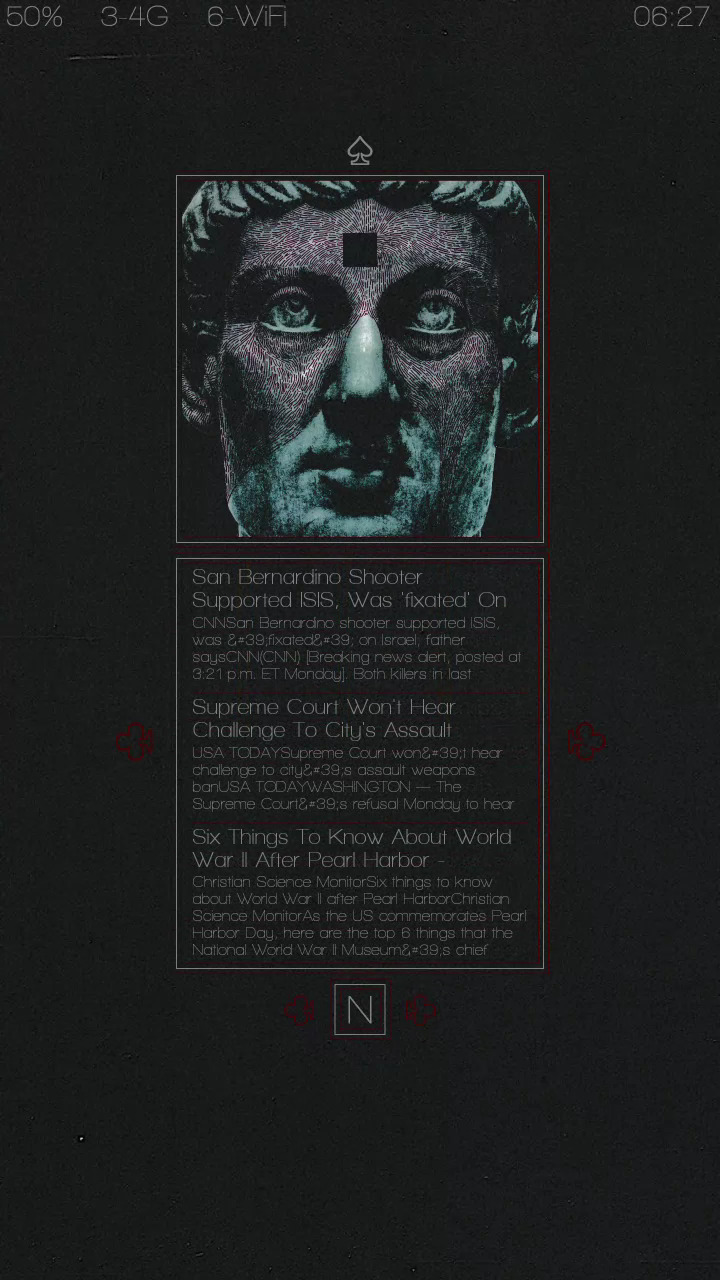 50% 3-4G 6-WiFi 06:27
San Bernardino Shooter
Supported ISIS, Was 'fixated' On
CNNSan Bernardino shooter supported ISIS,
was &#39;fixated&#39; on Israel, father
saysCNN(CNN) [Breaking news alert, posted at
3:21 p.m. ET Monday]. Both killers in last
Supreme Court Won't Hear
Challenge To City's Assault
USA TODAYSupreme Court won&#39;t hear
challenge to city&#39;s assault weapons
banUSA TODAYWASHINGTON — The
Supreme Court&#39;s refusal Monday to hear
Six Things To Know About World
War II After Pearl Harbor -
Christian Science MonitorSix things to know
about World War II after Pearl HarborChristian
Science MonitorAs the US commemorates Pearl
Harbor Day, here are the top 6 things that the
National World War II Museum&#39;s chief
N